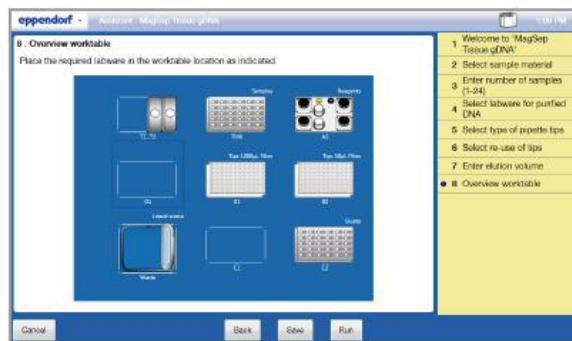 eppendorf
Assistant MagSep Tissue gDNA
1:00 PM
8 . Overview worktable
Place the required labware in the worktable location as indicated.
Samples
Reagents
T1, T2
TMX
A2
Tips 1000µL Filter
Tips 50µL Filter
B1
B2
Liquid waste
Eluate
Waste
C1
C2
1 Welcome to 'MagSep
Tissue gDNA'
2 Select sample material
3 Enter number of samples
(1-24)
4 Select labware for purified
DNA
5 Select type of pipette tips
6 Select re-use of tips
7 Enter elution volume
8 Overview worktable
Cancel
Back
Save
Run